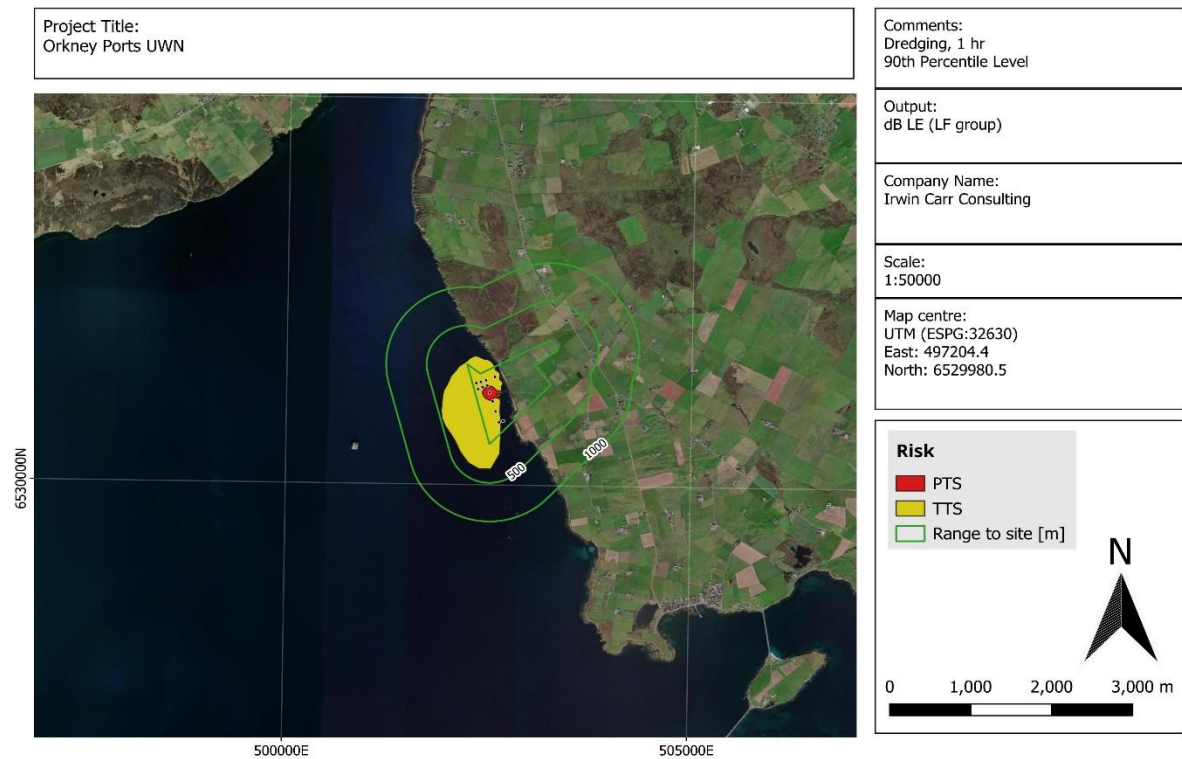 Project Title:
Orkney Ports UWN
Comments:
Dredging, 1 hr
90th Percentile Level
Output:
dB LE (LF group)
Company Name:
Irwin Carr Consulting
Scale:
1:50000
Map centre:
UTM (ESPG:32630)
East: 497204.4
North: 6529980.5
500
1000
6530000N
500000E
505000E
Risk
PTS
TTS
Range to site [m]
N
0 1,000 2,000 3,000 m